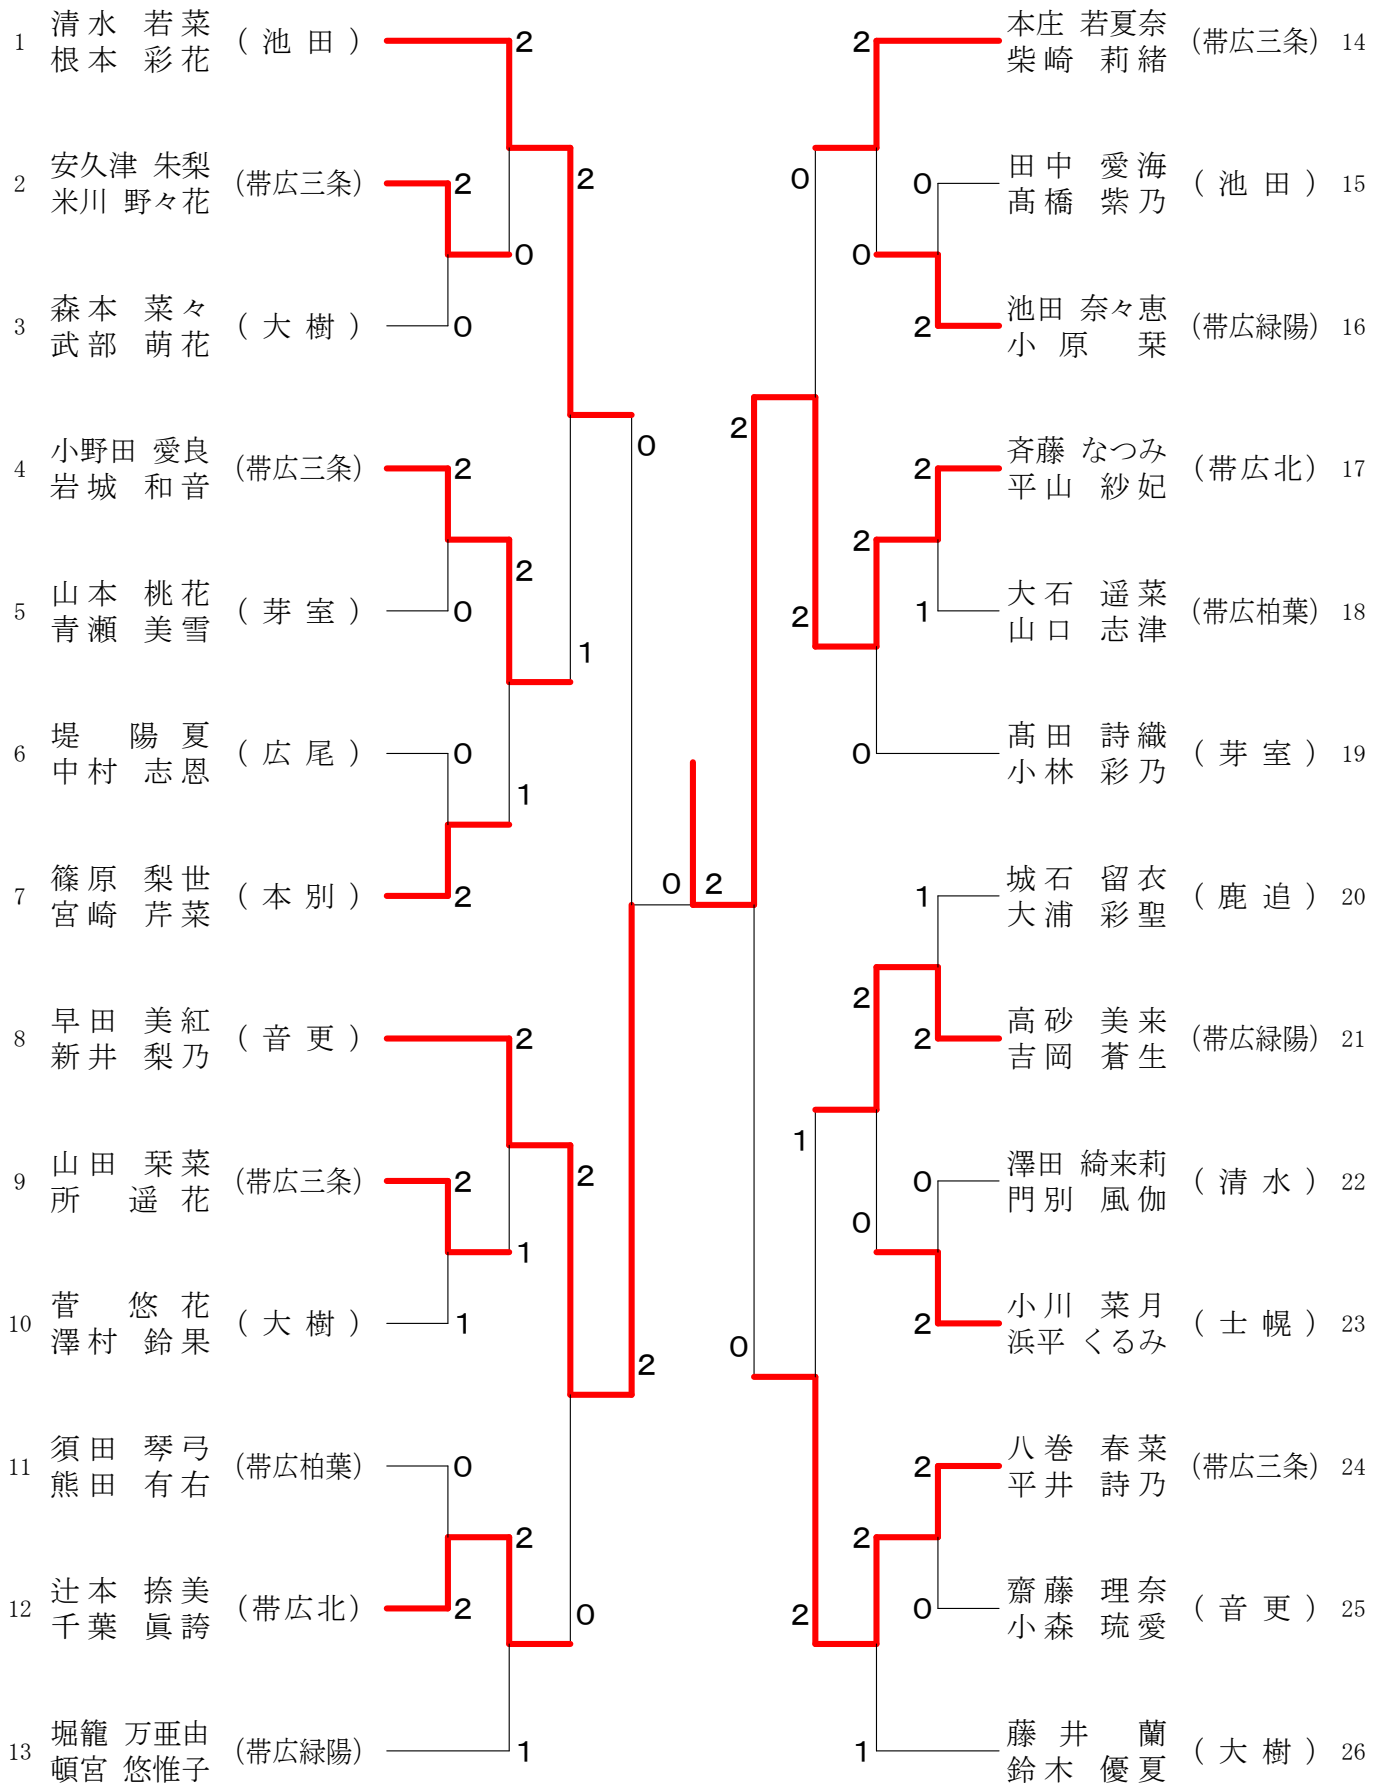 1 清水 若菜 (池田) 2
根本 彩花
2 安久津 朱梨 (帯広三条) 2
米川 野々花
0
3 森本 菜々 (大樹) 0
武部 萌花
2
4 小野田 愛良 (帯広三条) 2
岩城 和音
2
5 山本 桃花 (芽室) 0
青瀬 美雪
1
6 堤 陽夏 (広尾) 0
中村 志恩
1
7 篠原 梨世 (本別) 2
宮崎 芹菜
0
8 早田 美紅 (音更) 2
新井 梨乃
9 山田 栞菜 (帯広三条) 2
所 遥花
1
10 菅 悠花 (大樹) 1
澤村 鈴果
2
11 須田 琴弓 (帯広柏葉) 0
熊田 有右
2
12 辻本 捺美 (帯広北) 2
千葉 眞誇
0
13 堀籠 万亜由 (帯広緑陽) 1
頓宮 悠惟子
2
0 2
2 本庄 若夏奈 (帯広三条) 14
柴崎 莉緒
0 田中 愛海 (池田) 15
髙橋 紫乃
0
2 池田 奈々恵 (帯広緑陽) 16
小原 栞
0
2 斉藤 なつみ (帯広北) 17
平山 紗妃
2
1 大石 遥菜 (帯広柏葉) 18
山口 志津
2
0 髙田 詩織 (芽室) 19
小林 彩乃
2
1 城石 留衣 (鹿追) 20
大浦 彩聖
2
2 高砂 美来 (帯広緑陽) 21
吉岡 蒼生
1
0 澤田 綺来莉 (清水) 22
門別 風伽
0
2 小川 菜月 (士幌) 23
浜平 くるみ
0
2 八巻 春菜 (帯広三条) 24
平井 詩乃
2
0 齋藤 理奈 (音更) 25
小森 琉愛
2
1 藤井 蘭 (大樹) 26
鈴木 優夏